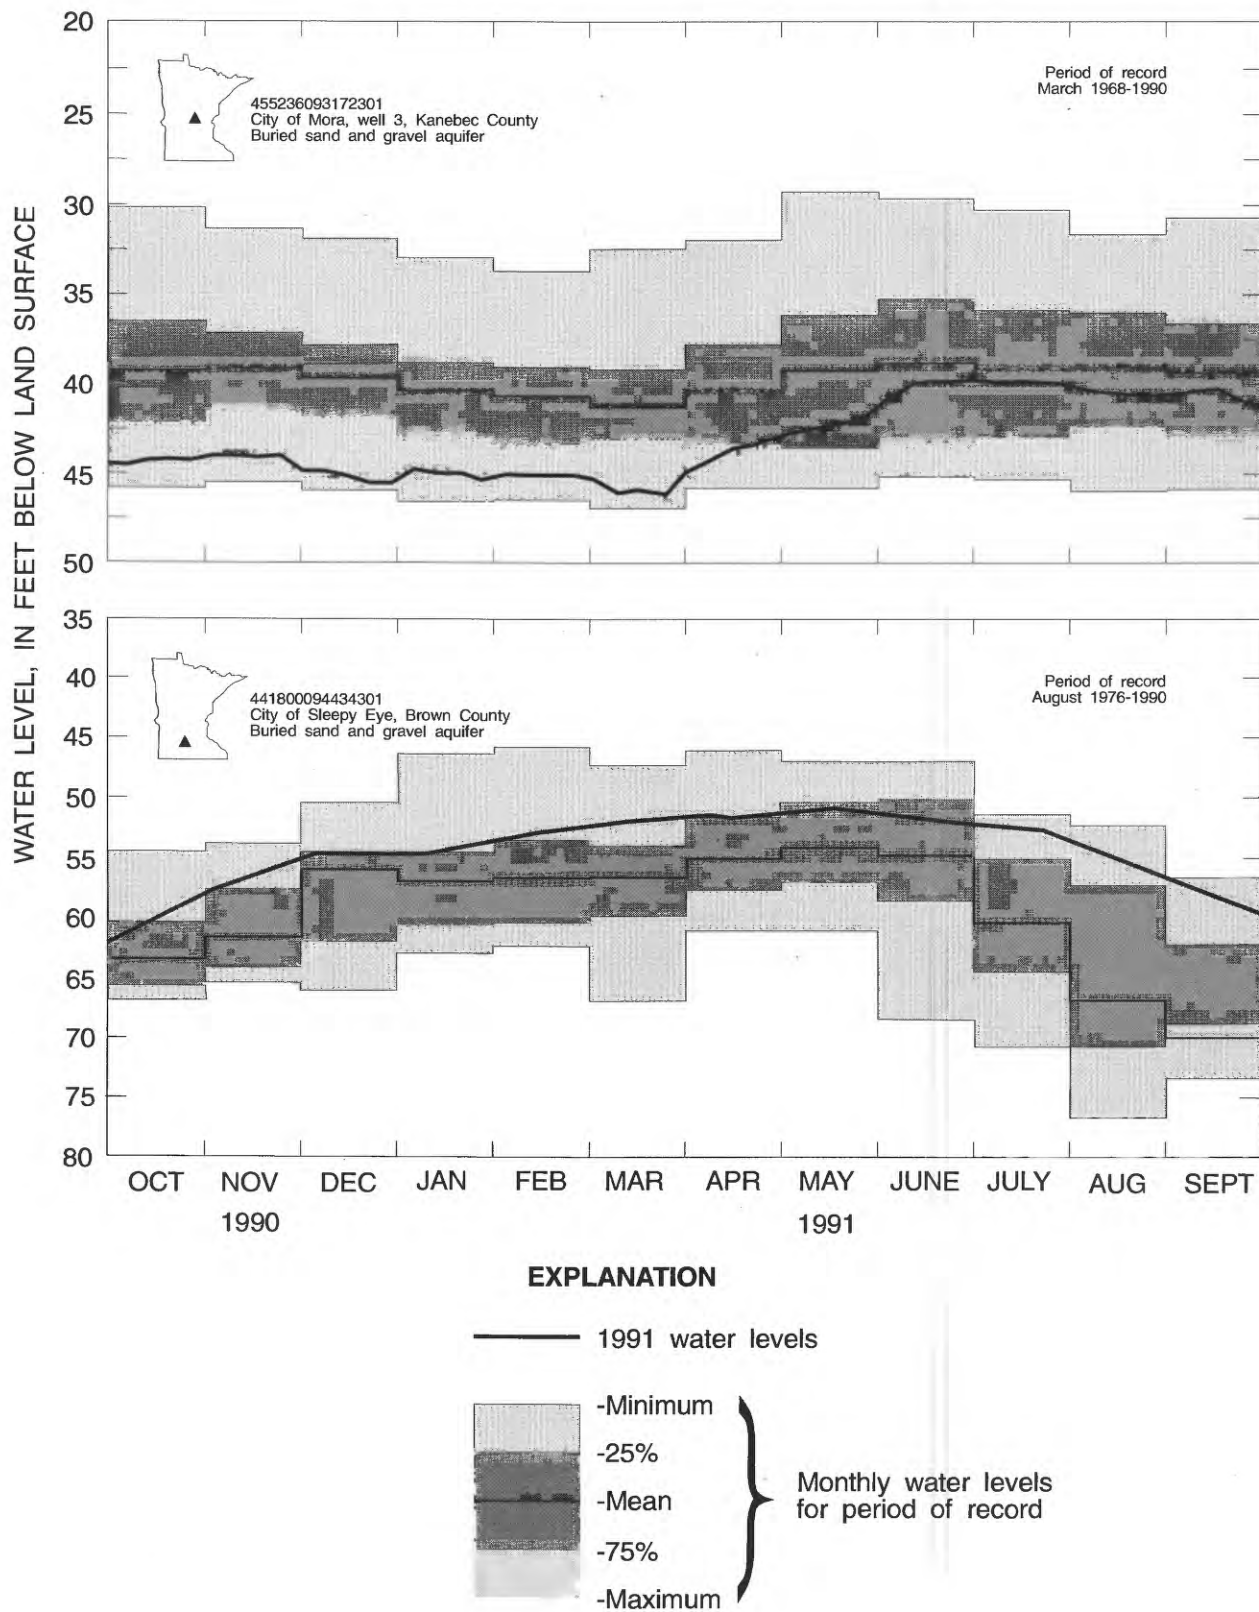 WATER LEVEL, IN FEET BELOW LAND SURFACE
20
25
30
35
40
45
50
455236093172301
City of Mora, well 3, Kanebec County
Buried sand and gravel aquifer
Period of record
March 1968-1990
35
40
45
50
55
60
65
70
75
80
441800094434301
City of Sleepy Eye, Brown County
Buried sand and gravel aquifer
Period of record
August 1976-1990
OCT NOV DEC JAN FEB MAR APR MAY JUNE JULY AUG SEPT
1990 1991
EXPLANATION
1991 water levels
-Minimum
-25%
-Mean
-75%
-Maximum
Monthly water levels
for period of record